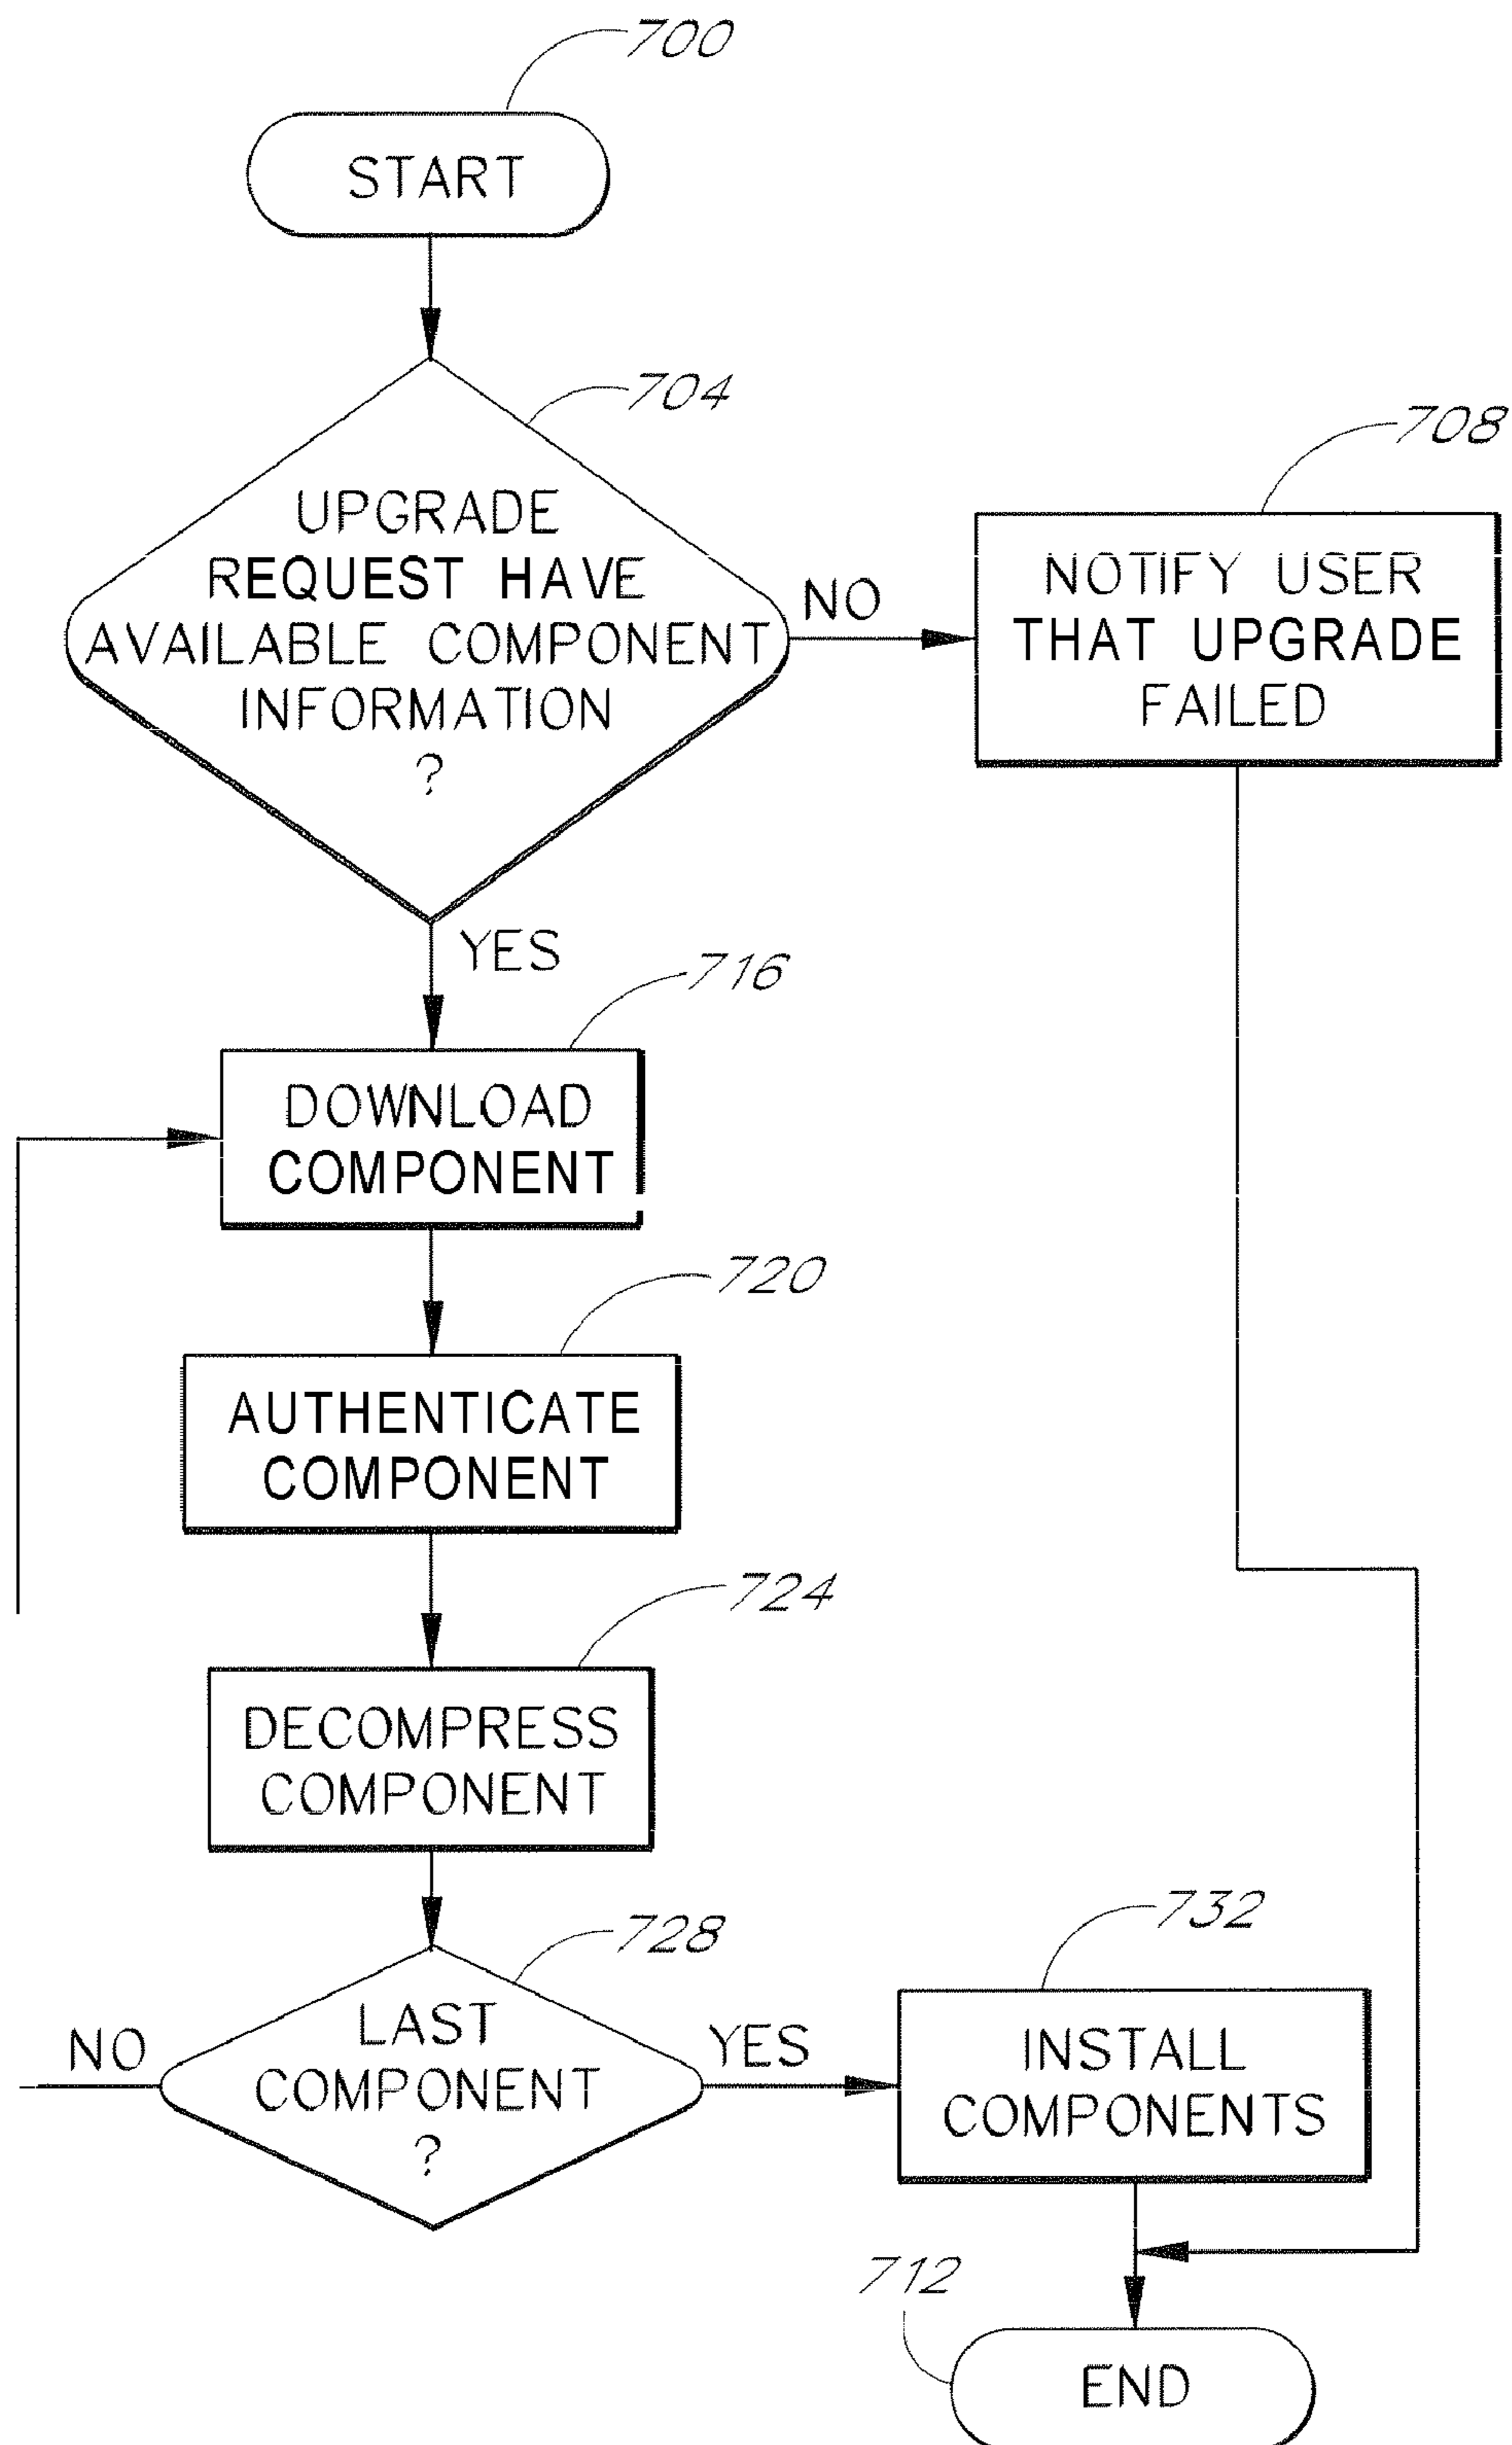 700
START
704
UPGRADE
REQUEST HAVE
AVAILABLE COMPONENT
INFORMATION
?
NO
708
NOTIFY USER
THAT UPGRADE
FAILED
YES
716
DOWNLOAD
COMPONENT
720
AUTHENTICATE
COMPONENT
724
DECOMPRESS
COMPONENT
728
LAST
COMPONENT
?
NO
YES
732
INSTALL
COMPONENTS
712
END